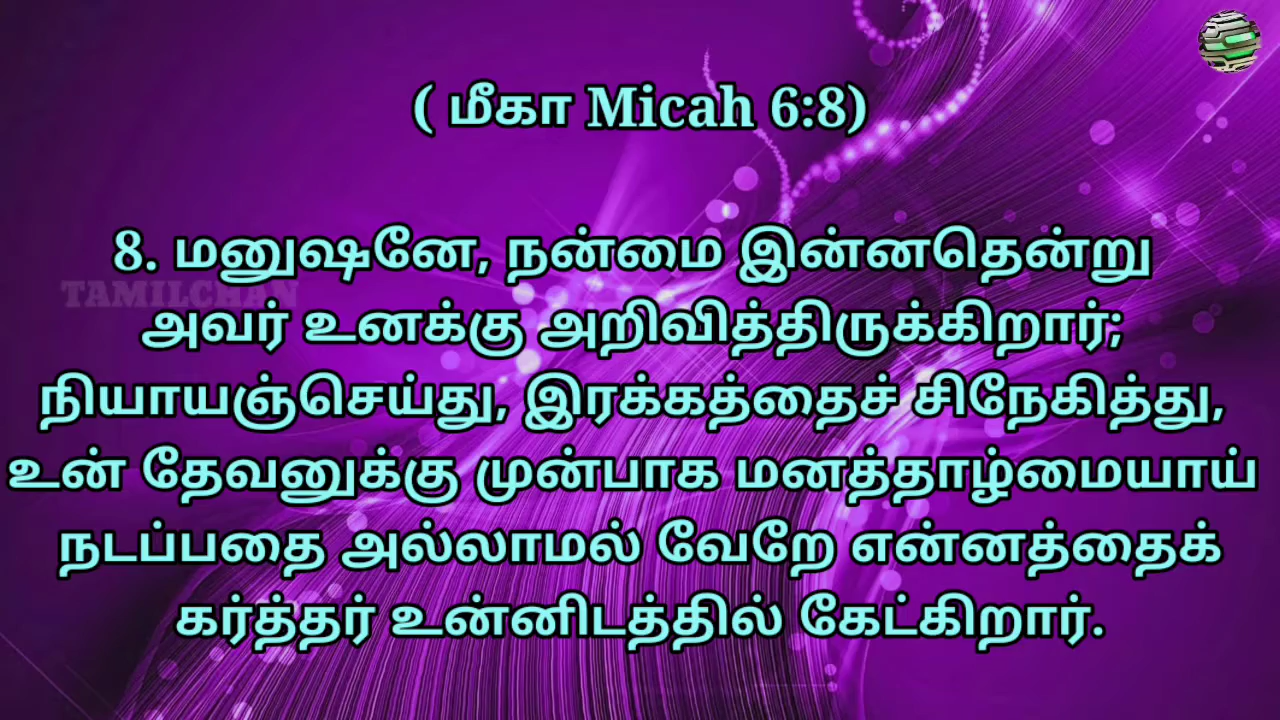 ( மீகா Micah 6:8)
8. மனுஷனே, நன்மை இன்னதென்று
TAMILCHAN
அவர் உனக்கு அறிவித்திருக்கிறார்;
நியாயஞ்செய்து, இரக்கத்தைச் சிநேகித்து,
உன் தேவனுக்கு முன்பாக மனத்தாழ்மையாய்
நடப்பதை அல்லாமல் வேறே என்னத்தைக்
கர்த்தர் உன்னிடத்தில் கேட்கிறார்.